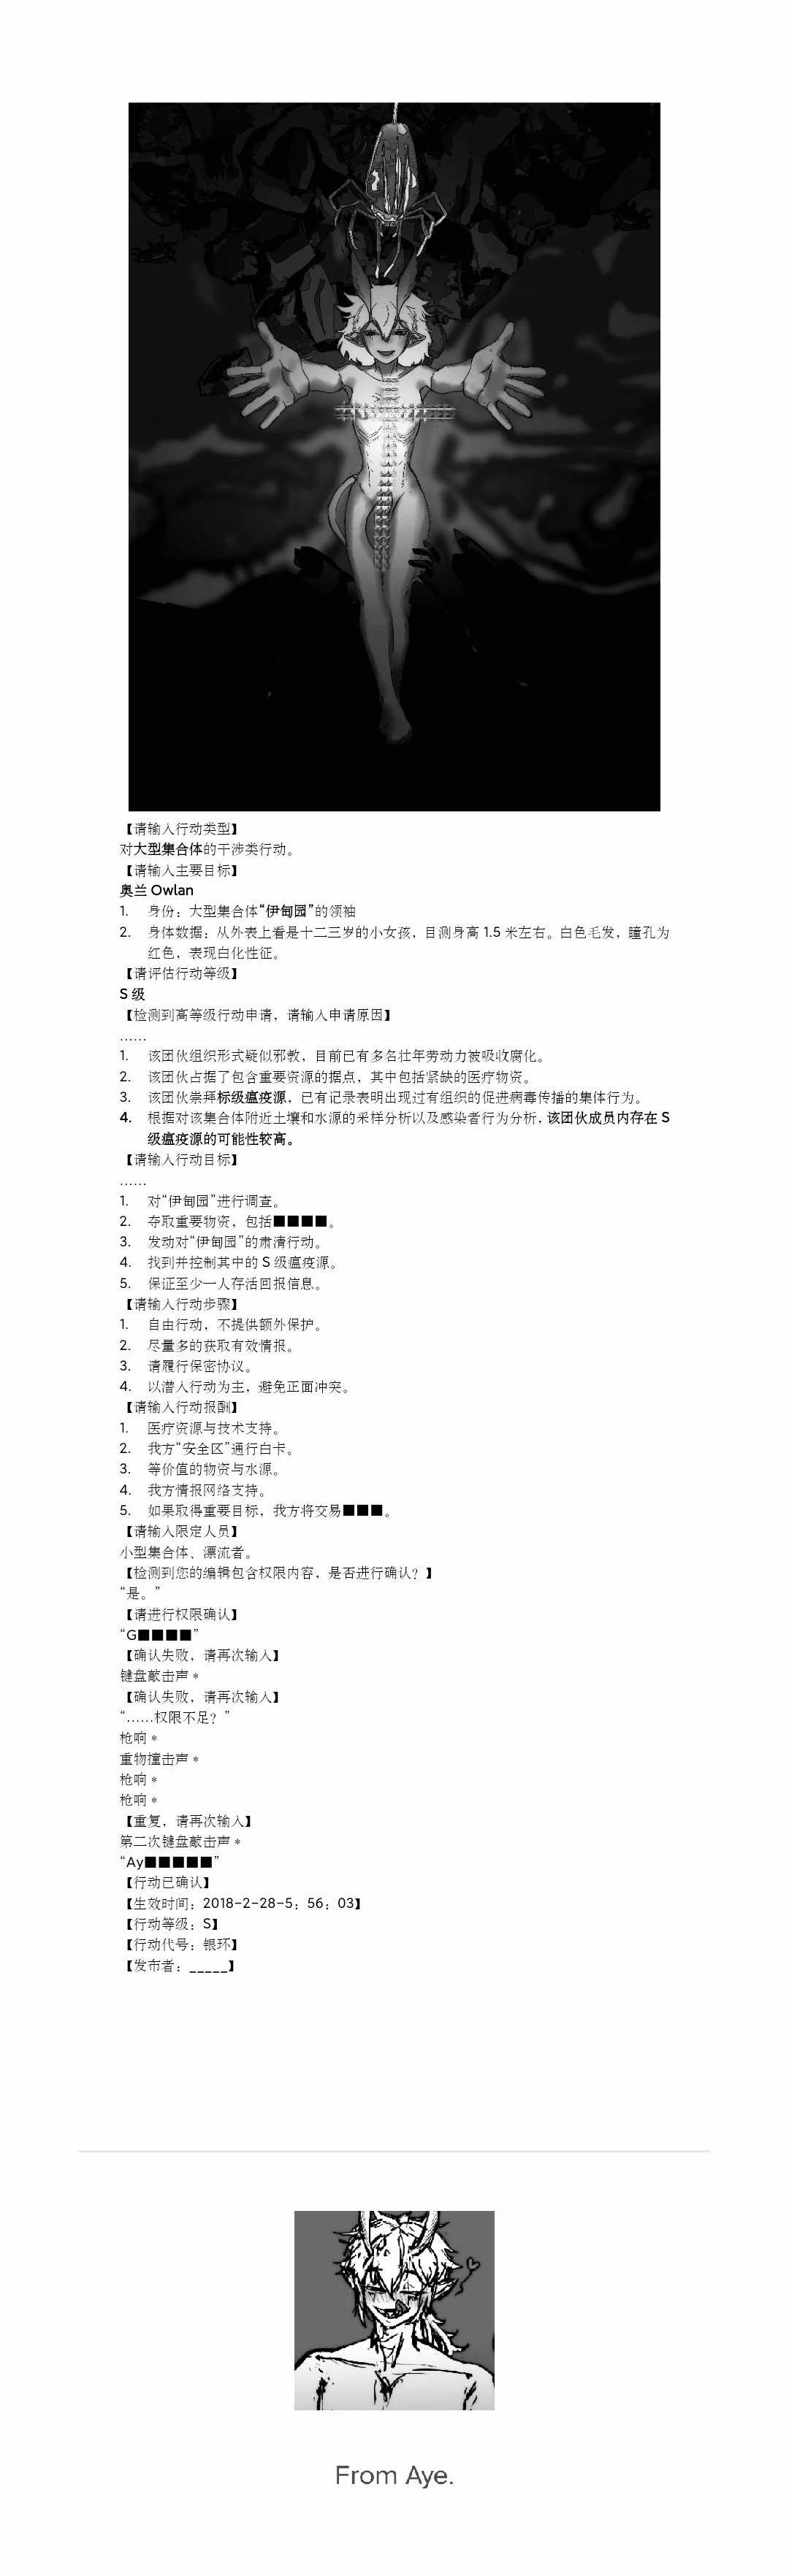 【请输入行动类型】
对大型集合体的干涉类行动。
【请输入主要目标】
奥兰 Owlan
1. 身份：大型集合体“伊甸园”的领袖
2. 身体数据：从外表上看是十二三岁的小女孩，目测身高 1.5 米左右。白色毛发，瞳孔为
红色，表现白化性征。
【请评估行动等级】
S 级
【检测到高等级行动申请，请输入申请原因】
……
1. 该团伙组织形式疑似邪教，目前已有多名壮年劳动力被吸收腐化。
2. 该团伙占据了包含重要资源的据点，其中包括紧缺的医疗物资。
3. 该团伙崇拜标级瘟疫源，已有记录表明出现过有组织的促进病毒传播的集体行为。
4. 根据对该集合体附近土壤和水源的采样分析以及感染者行为分析，该团伙成员内存在 S
级瘟疫源的可能性较高。
【请输入行动目标】
……
1. 对“伊甸园”进行调查。
2. 夺取重要物资，包括■■■■。
3. 发动对“伊甸园”的肃清行动。
4. 找到并控制其中的 S 级瘟疫源。
5. 保证至少一人存活回报信息。
【请输入行动步骤】
1. 自由行动，不提供额外保护。
2. 尽量多的获取有效情报。
3. 请履行保密协议。
4. 以潜入行动为主，避免正面冲突。
【请输入行动报酬】
1. 医疗资源与技术支持。
2. 我方“安全区”通行白卡。
3. 等价值的物资与水源。
4. 我方情报网络支持。
5. 如果取得重要目标，我方将交易■■■。
【请输入限定人员】
小型集合体、漂流者。
【检测到您的编辑包含权限内容，是否进行确认？】
“是。”
【请进行权限确认】
“G■■■■”
【确认失败，请再次输入】
键盘敲击声*
【确认失败，请再次输入】
“……权限不足？”
枪响*
重物撞击声*
枪响*
枪响*
【重复，请再次输入】
第二次键盘敲击声*
“Ay■■■■■”
【行动已确认】
【生效时间：2018-2-28-5：56：03】
【行动等级：S】
【行动代号：银环】
【发布者：_____】
From Aye.